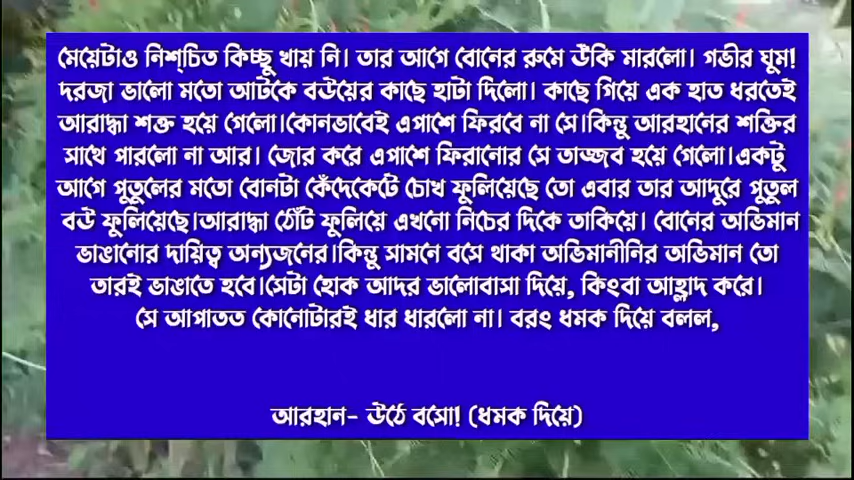 মেয়েটাও নিশ্চিত কিচ্ছু খায় নি। তার আগে বোনের রুমে উঁকি মারলো। গভীর ঘুম!
দরজা ভালো মতো আটকে বউয়ের কাছে হাটা দিলো। কাছে গিয়ে এক হাত ধরতেই
আরাদ্ধা শক্ত হয়ে গেলো।কোনভাবেই এপাশে ফিরবে না সে।কিন্তু আরহানের শক্তির
সাথে পারলো না আর। জোর করে এপাশে ফিরানোর সে তাজ্জব হয়ে গেলো।একটু
আগে পুতুলের মতো বোনটা কেঁদেকেটে চোখ ফুলিয়েছে তো এবার তার আদুরে পুতুল
বউ ফুলিয়েছে।আরাদ্ধা ঠোঁট ফুলিয়ে এখনো নিচের দিকে তাকিয়ে। বোনের অভিমান
ভাঙানোর দায়িত্ব অন্যজনের।কিন্তু সামনে বসে থাকা অভিমানীনির অভিমান তো
তারই ভাঙাতে হবে।সেটা হোক আদর ভালোবাসা দিয়ে, কিংবা আহ্লাদ করে।
সে আপাতত কোনোটারই ধার ধারলো না। বরং ধমক দিয়ে বলল,
আরহান- উঠে বসো! (ধমক দিয়ে)